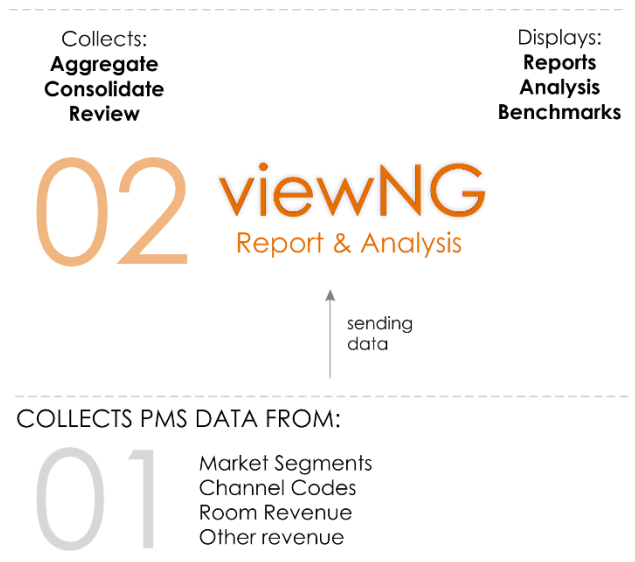 Collects:
Aggregate
Consolidate
Review
Displays:
Reports
Analysis
Benchmarks
02
viewNG
Report & Analysis
sending
data
COLLECTS PMS DATA FROM:
01
Market Segments
Channel Codes
Room Revenue
Other revenue